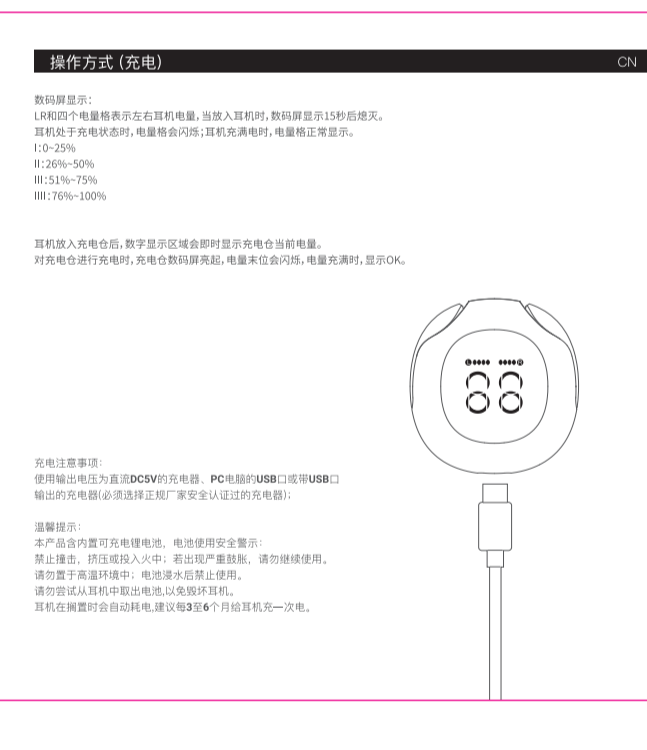 操作方式（充电）
CN
数码屏显示：
LR和四个电量格表示左右耳机电量，当放入耳机时，数码屏显示15秒后熄灭。
耳机处于充电状态时，电量格会闪烁；耳机充满电时，电量格正常显示。
I：0~25%
II：26%~50%
III：51%~75%
IIII：76%~100%
耳机放入充电仓后，数字显示区域会即时显示充电仓当前电量。
对充电仓进行充电时，充电仓数码屏亮起，电量末位会闪烁，电量充满时，显示OK。
L R
88
充电注意事项：
使用输出电压为直流DC5V的充电器、PC电脑的USB口或带USB口
输出的充电器(必须选择正规厂家安全认证过的充电器)；
温馨提示：
本产品含内置可充电锂电池，电池使用安全警示：
禁止撞击，挤压或投入火中；若出现严重鼓胀，请勿继续使用。
请勿置于高温环境中；电池浸水后禁止使用。
请勿尝试从耳机中取出电池,以免毁坏耳机。
耳机在搁置时会自动耗电,建议每3至6个月给耳机充一次电。